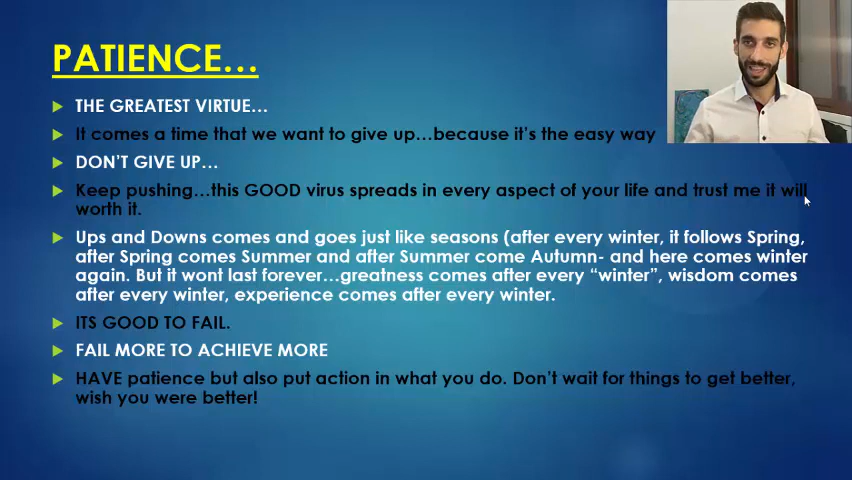 PATIENCE…
THE GREATEST VIRTUE…
It comes a time that we want to give up…because it's the easy way
DON'T GIVE UP…
Keep pushing…this GOOD virus spreads in every aspect of your life and trust me it will
worth it.
Ups and Downs comes and goes just like seasons (after every winter, it follows Spring,
after Spring comes Summer and after Summer come Autumn- and here comes winter
again. But it wont last forever…greatness comes after every “winter”, wisdom comes
after every winter, experience comes after every winter.
ITS GOOD TO FAIL.
FAIL MORE TO ACHIEVE MORE
HAVE patience but also put action in what you do. Don't wait for things to get better,
wish you were better!